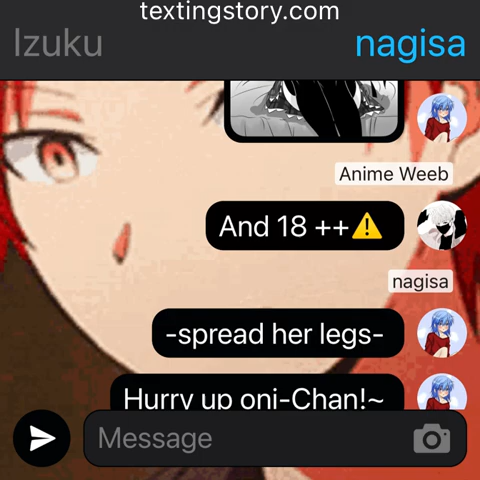 textingstory.com
Izuku
nagisa
Anime Weeb
And 18 ++⚠️
nagisa
-spread her legs-
Hurry up oni-Chan!~
Message